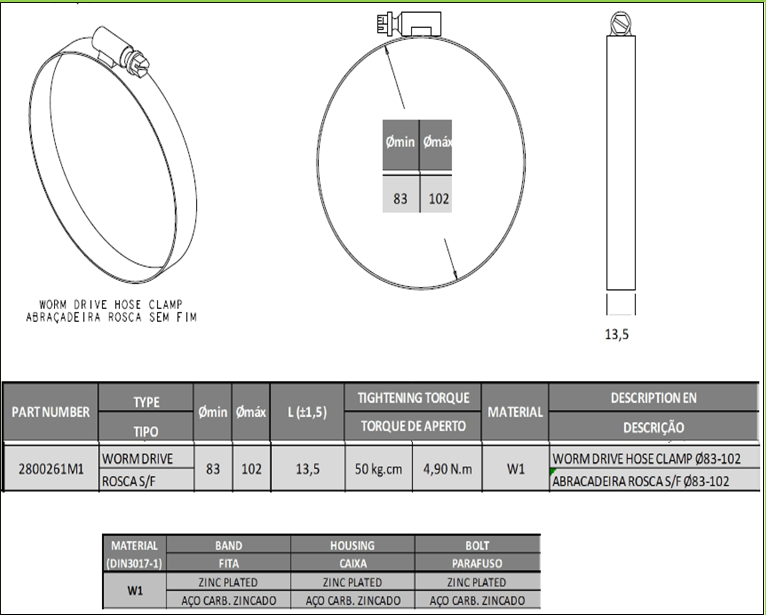 Ømin Ømáx
83 102
WORM DRIVE HOSE CLAMP
ABRAÇADEIRA ROSCA SEM FIM
13,5
PART NUMBER TYPE TIPO Ømin Ømáx L (±1,5) TIGHTENING TORQUE TORQUE DE APERTO MATERIAL DESCRIPTION EN DESCRIÇÃO
2800261M1 WORM DRIVE ROSCA S/F 83 102 13,5 50 kg.cm 4,90 N.m W1 WORM DRIVE HOSE CLAMP Ø83-102
ABRACADEIRA ROSCA S/F Ø83-102
MATERIAL BAND HOUSING BOLT
(DIN3017-1) FITA CAIXA PARAFUSO
W1 ZINC PLATED ZINC PLATED ZINC PLATED
AÇO CARB. ZINCADO AÇO CARB. ZINCADO AÇO CARB. ZINCADO